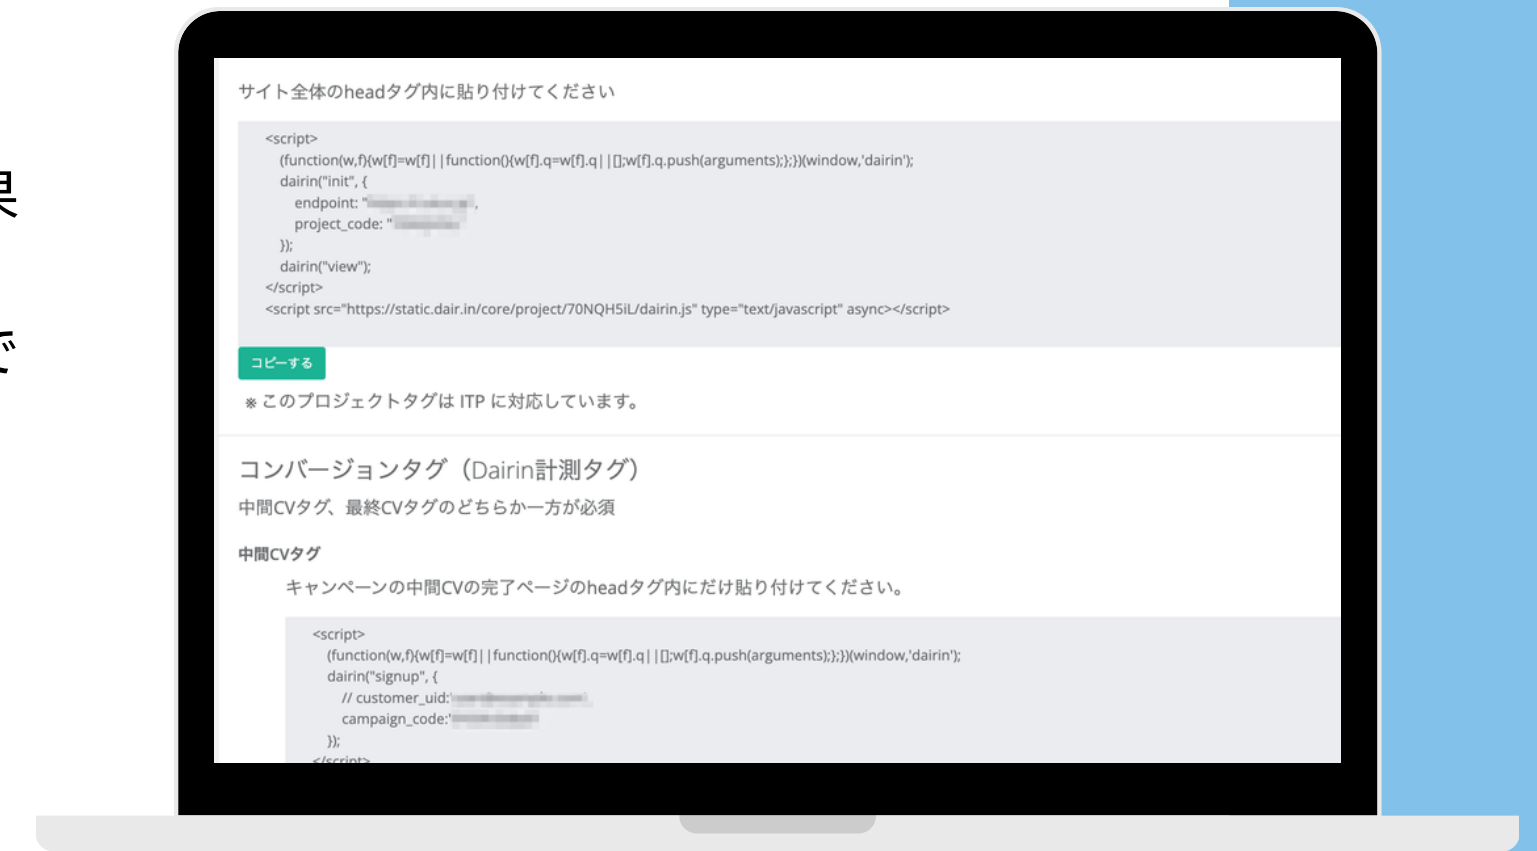 果
で
サイト全体のheadタグ内に貼り付けてください
<script>
(function(w,f){w[f]=w[f]||function(){w[f].q=w[f].q||[];w[f].q.push(arguments);};})(window,'dairin');
dairin("init", {
endpoint: "
project_code: "
});
dairin("view");
</script>
<script src="https://static.dair.in/core/project/70NQH5iL/dairin.js" type="text/javascript" async></script>
コピーする
※ このプロジェクトタグは ITP に対応しています。
コンバージョンタグ（Dairin計測タグ）
中間CVタグ、最終CVタグのどちらか一方が必須
中間CVタグ
キャンペーンの中間CVの完了ページのheadタグ内にだけ貼り付けてください。
<script>
(function(w,f){w[f]=w[f]||function(){w[f].q=w[f].q||[];w[f].q.push(arguments);};})(window,'dairin');
dairin("signup", {
// customer_uid:'
campaign_code:'
});
</script>